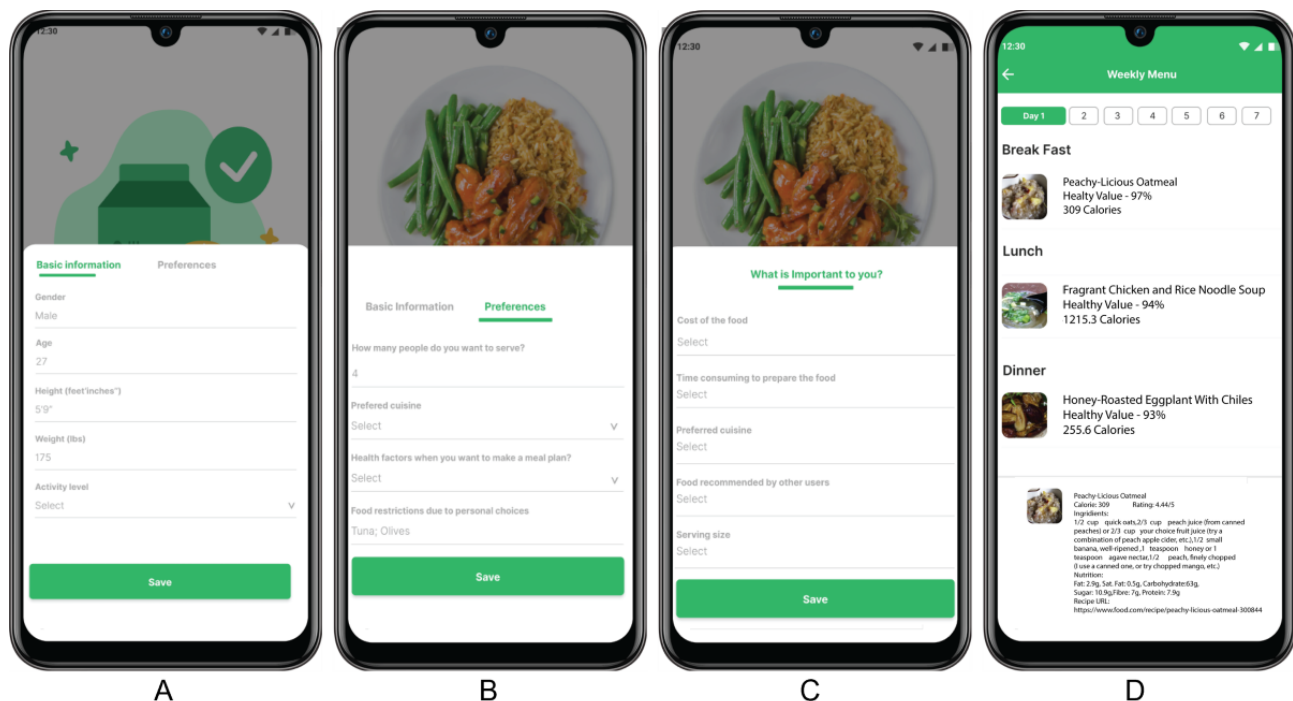 12:30
Basic information Preferences
Gender
Male
Age
27
Height (feet'inches")
5'9"
Weight (lbs)
175
Activity level
Select
Save
A
Basic Information Preferences
How many people do you want to serve?
4
Prefered cuisine
Select
Health factors when you want to make a meal plan?
Select
Food restrictions due to personal choices
Tuna; Olives
Save
B
12:30
What is Important to you?
Cost of the food
Select
Time consuming to prepare the food
Select
Preferred cuisine
Select
Food recommended by other users
Select
Serving size
Select
Save
C
12:30
Weekly Menu
Day 1 2 3 4 5 6 7
Break Fast
Peachy-Licious Oatmeal
Healty Value - 97%
309 Calories
Lunch
Fragrant Chicken and Rice Noodle Soup
Healthy Value - 94%
1215.3 Calories
Dinner
Honey-Roasted Eggplant With Chiles
Healthy Value - 93%
255.6 Calories
Peachy-Licious Oatmeal
Calorie: 309 Rating: 4.44/5
Ingridients:
1/2 cup quick oats,2/3 cup peach juice (from canned
peaches) or 2/3 cup your choice fruit juice (try a
combination of peach apple cider, etc.),1/2 small
banana, well-ripened ,1 teaspoon honey or 1
teaspoon agave nectar,1/2 peach, finely chopped
(I use a canned one, or try chopped mango, etc.)
Nutrition:
Fat: 2.9g, Sat. Fat: 0.5g, Carbohydrate:63g,
Sugar: 10.9g,Fibre: 7g, Protein: 7.9g
Recipe URL:
https://www.food.com/recipe/peachy-licious-oatmeal-300844
D